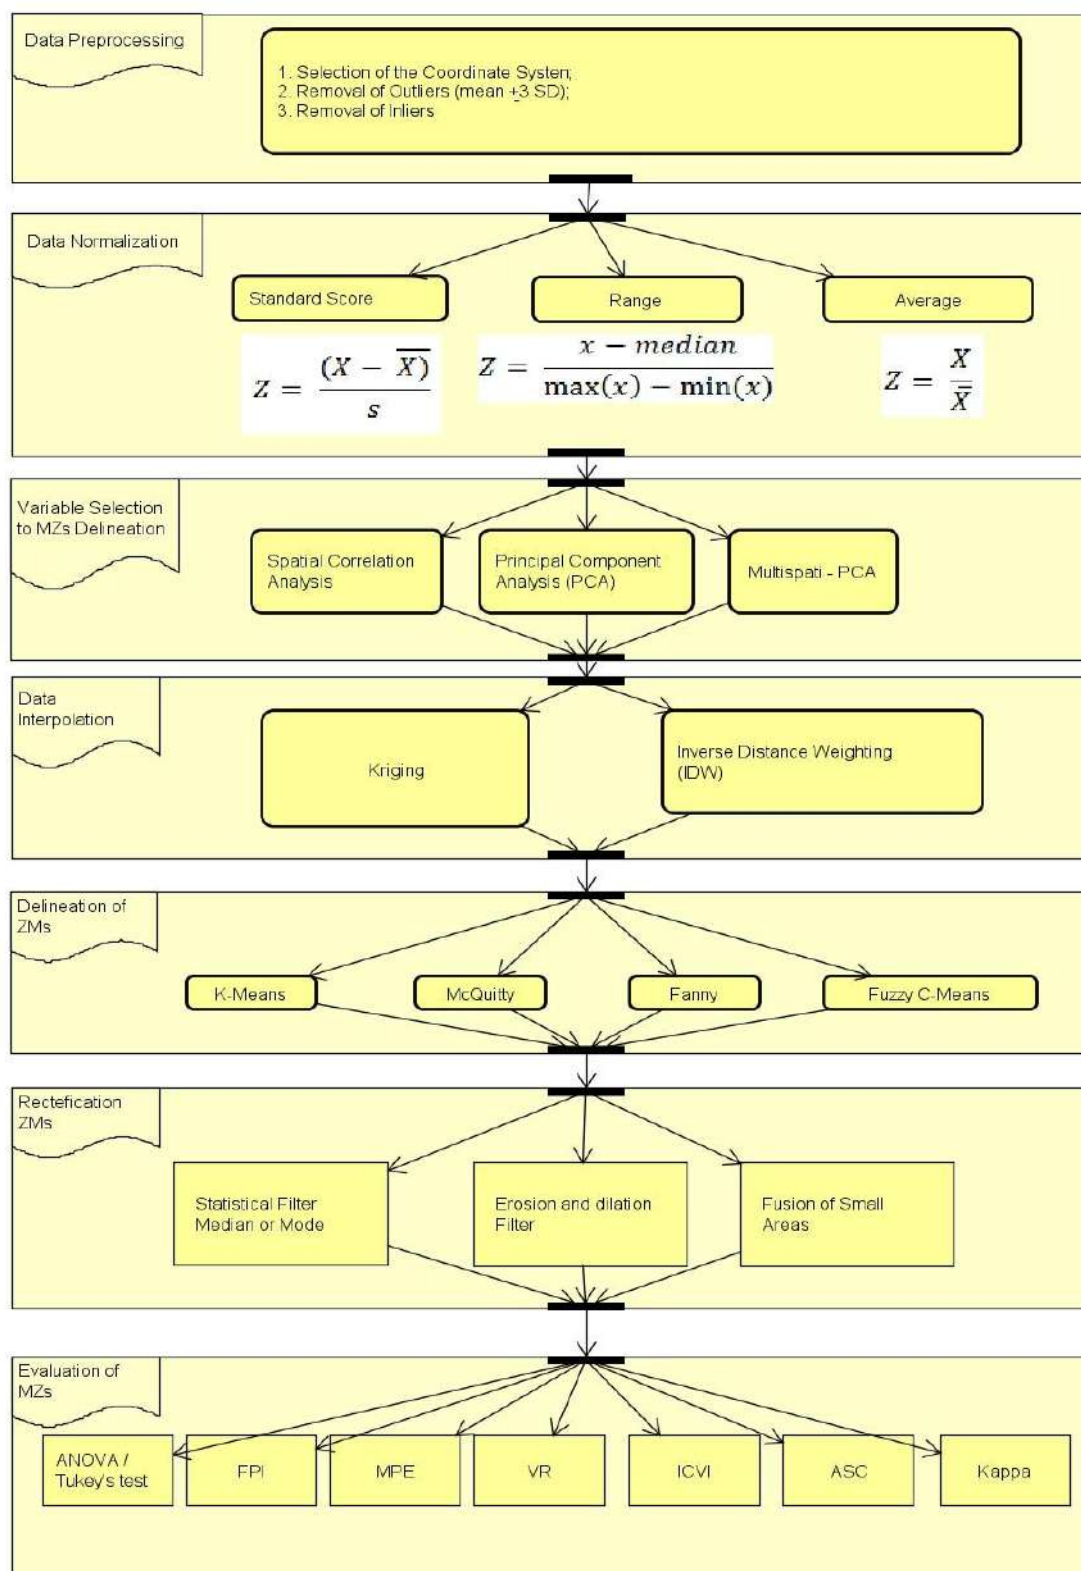 Data Preprocessing
1. Selection of the Coordinate Systen;
2. Removal of Outliers (mean ±3 SD);
3. Removal of Inliers
Data Normalization
Standard Score
Range
Average
Z = (X − X̅) / s
Z = x − median / max(x) − min(x)
Z = X / X̅
Variable Selection
to MZs Delineation
Spatial Correlation
Analysis
Principal Component
Analysis (PCA)
Multispati - PCA
Data
Interpolation
Kriging
Inverse Distance Weighting
(IDW)
Delineation of
ZMs
K-Means
McQuitty
Fanny
Fuzzy C-Means
Rectefication
ZMs
Statistical Filter
Median or Mode
Erosion and dilation
Filter
Fusion of Small
Areas
Evaluation of
MZs
ANOVA /
Tukey's test
FPI
MPE
VR
ICVI
ASC
Kappa